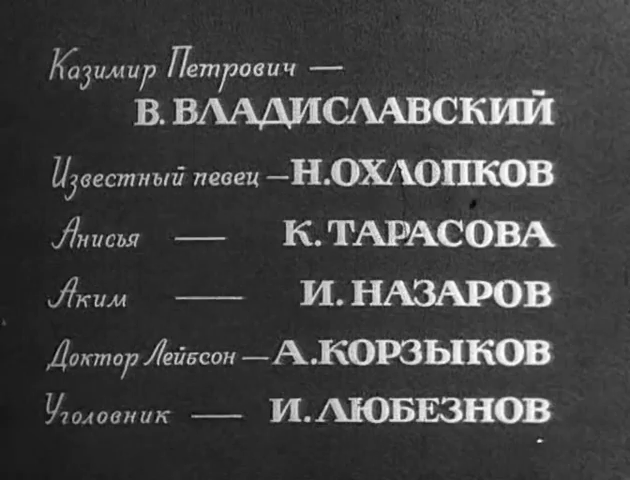 Казимир Петрович —
В. ВЛАДИСЛАВСКИЙ
Известный певец — Н. ОХЛОПКОВ
Анисья — К. ТАРАСОВА
Аким — И. НАЗАРОВ
Доктор Лейбсон — А. КОРЗЫКОВ
Уголовник — И. ЛЮБЕЗНОВ